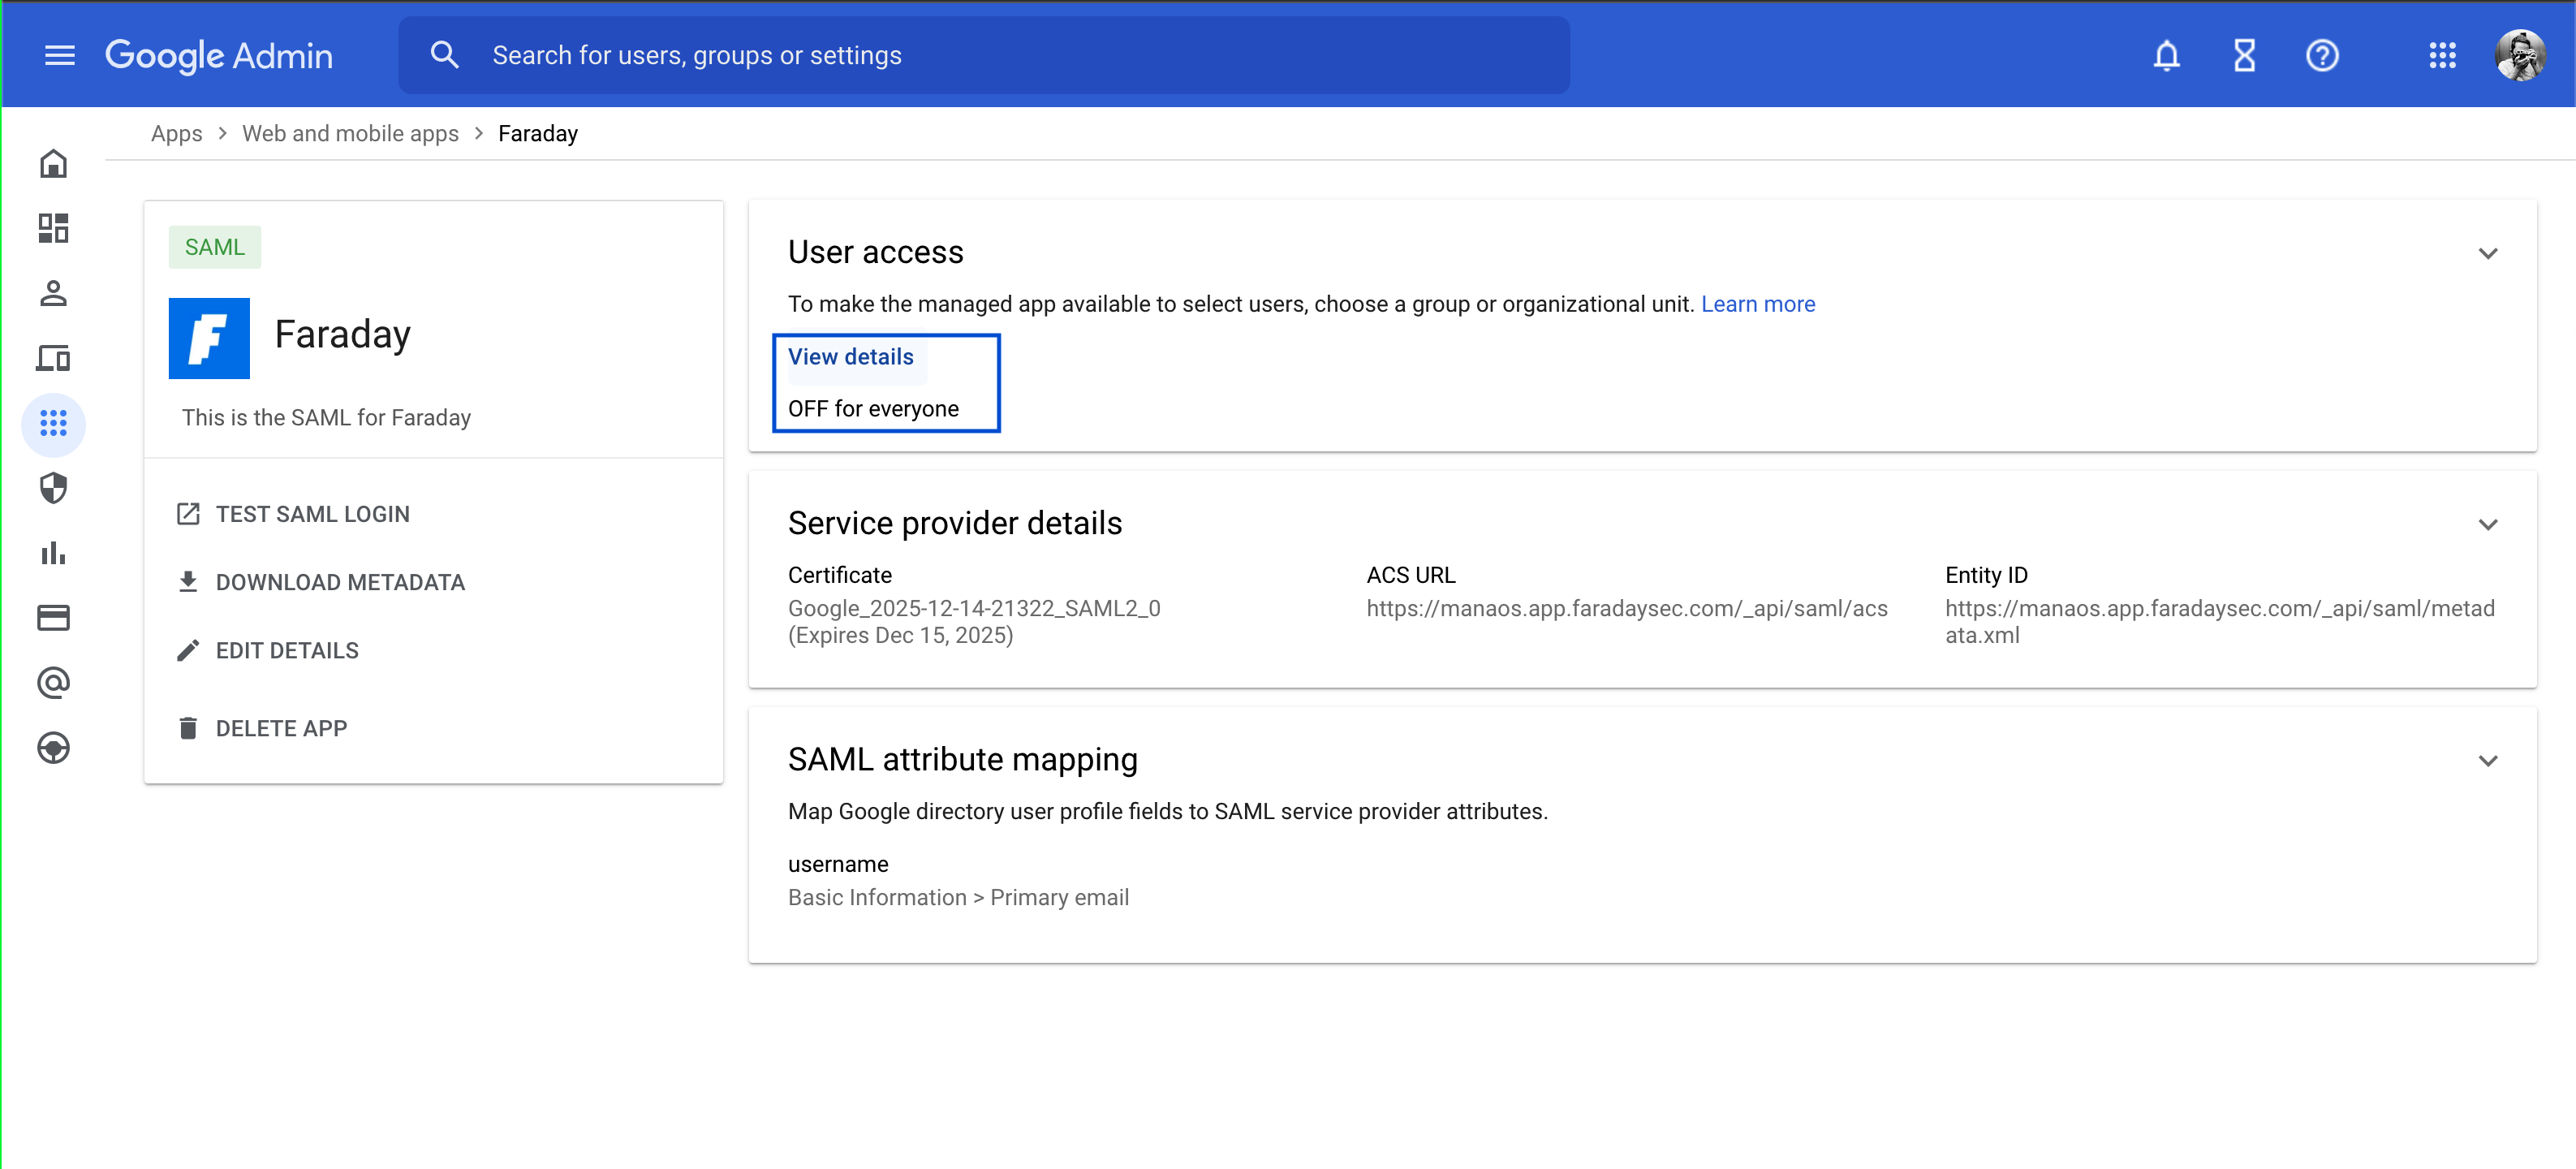 Google Admin
Search for users, groups or settings
Apps > Web and mobile apps > Faraday
SAML
Faraday
This is the SAML for Faraday
TEST SAML LOGIN
DOWNLOAD METADATA
EDIT DETAILS
DELETE APP
User access
To make the managed app available to select users, choose a group or organizational unit. Learn more
View details
OFF for everyone
Service provider details
Certificate
Google_2025-12-14-21322_SAML2_0
(Expires Dec 15, 2025)
ACS URL
https://manaos.app.faradaysec.com/_api/saml/acs
Entity ID
https://manaos.app.faradaysec.com/_api/saml/metad
ata.xml
SAML attribute mapping
Map Google directory user profile fields to SAML service provider attributes.
username
Basic Information > Primary email